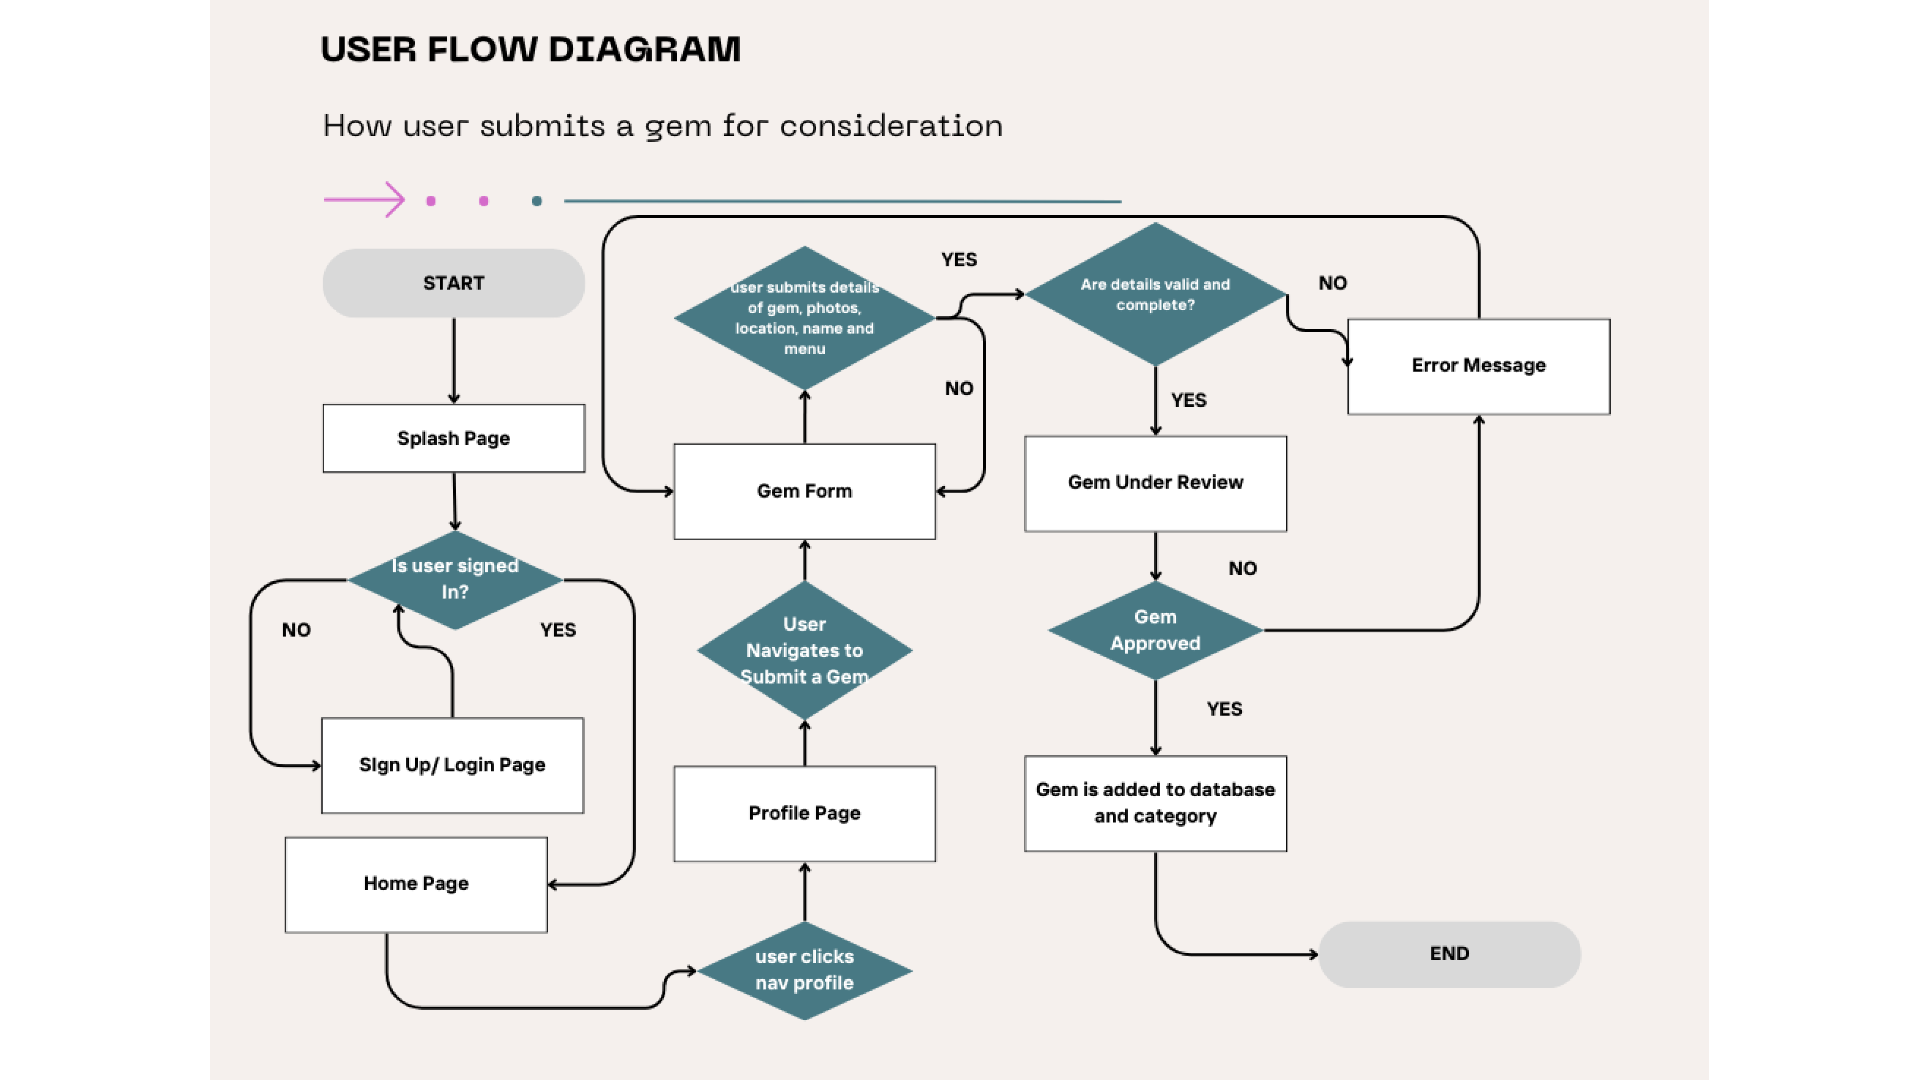 USER FLOW DIAGRAM
How user submits a gem for consideration
START
Splash Page
Is user signed
In?
NO
YES
SIgn Up/ Login Page
Home Page
user submits details
of gem, photos,
location, name and
menu
YES
NO
Gem Form
User
Navigates to
Submit a Gem
Profile Page
user clicks
nav profile
Are details valid and
complete?
NO
Error Message
YES
Gem Under Review
NO
Gem
Approved
YES
Gem is added to database
and category
END